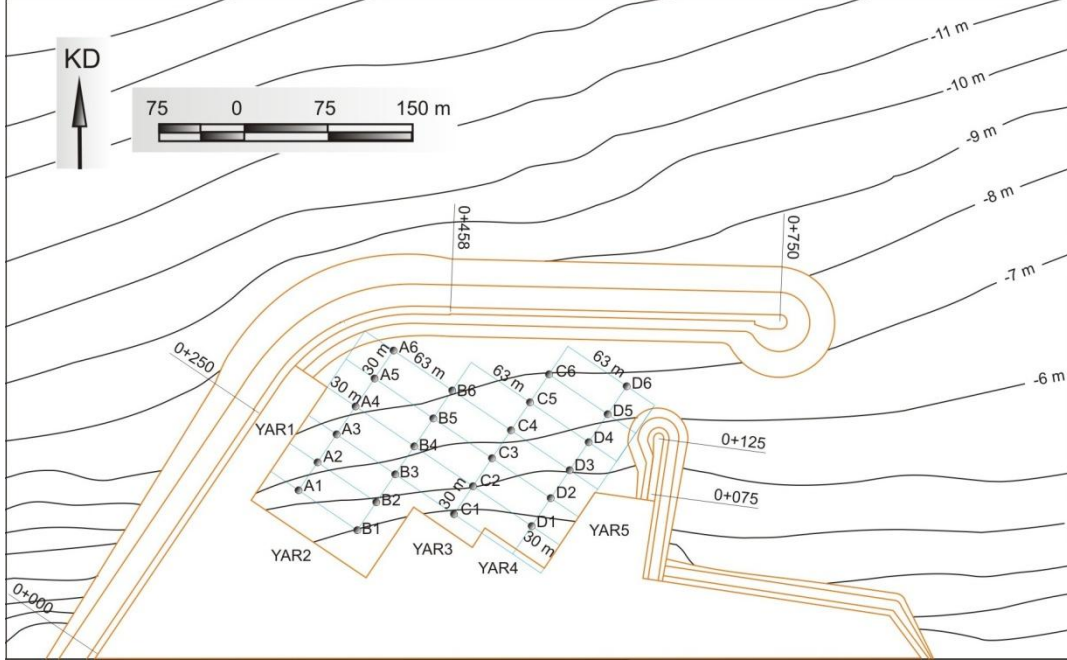 -11 m
KD
-10 m
75 0 75 150 m
-9 m
-8 m
0+458
0+750
-7 m
0+250
A6
30 m
63 m
63 m
63 m
-6 m
A5
C6
D6
30 m
B6
A4
C5
D5
B5
YAR1
A3
C4
D4
0+125
B4
A2
C3
D3
B3
A1
C2
D2
0+075
30 m
B2
C1
YAR5
B1
D1
30 m
YAR2
YAR3
YAR4
0+000